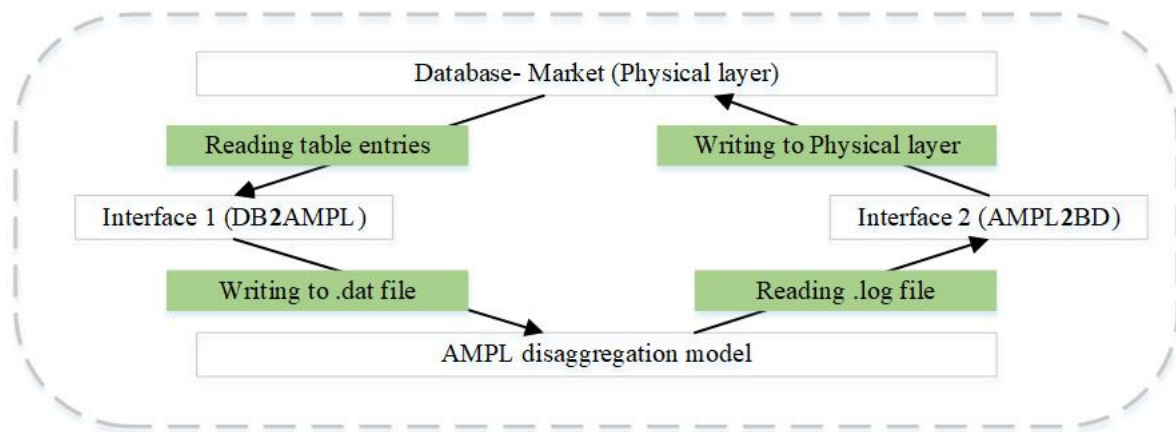 Database- Market (Physical layer)
Reading table entries
Writing to Physical layer
Interface 1 (DB2AMPL)
Interface 2 (AMPL2BD)
Writing to .dat file
Reading .log file
AMPL disaggregation model